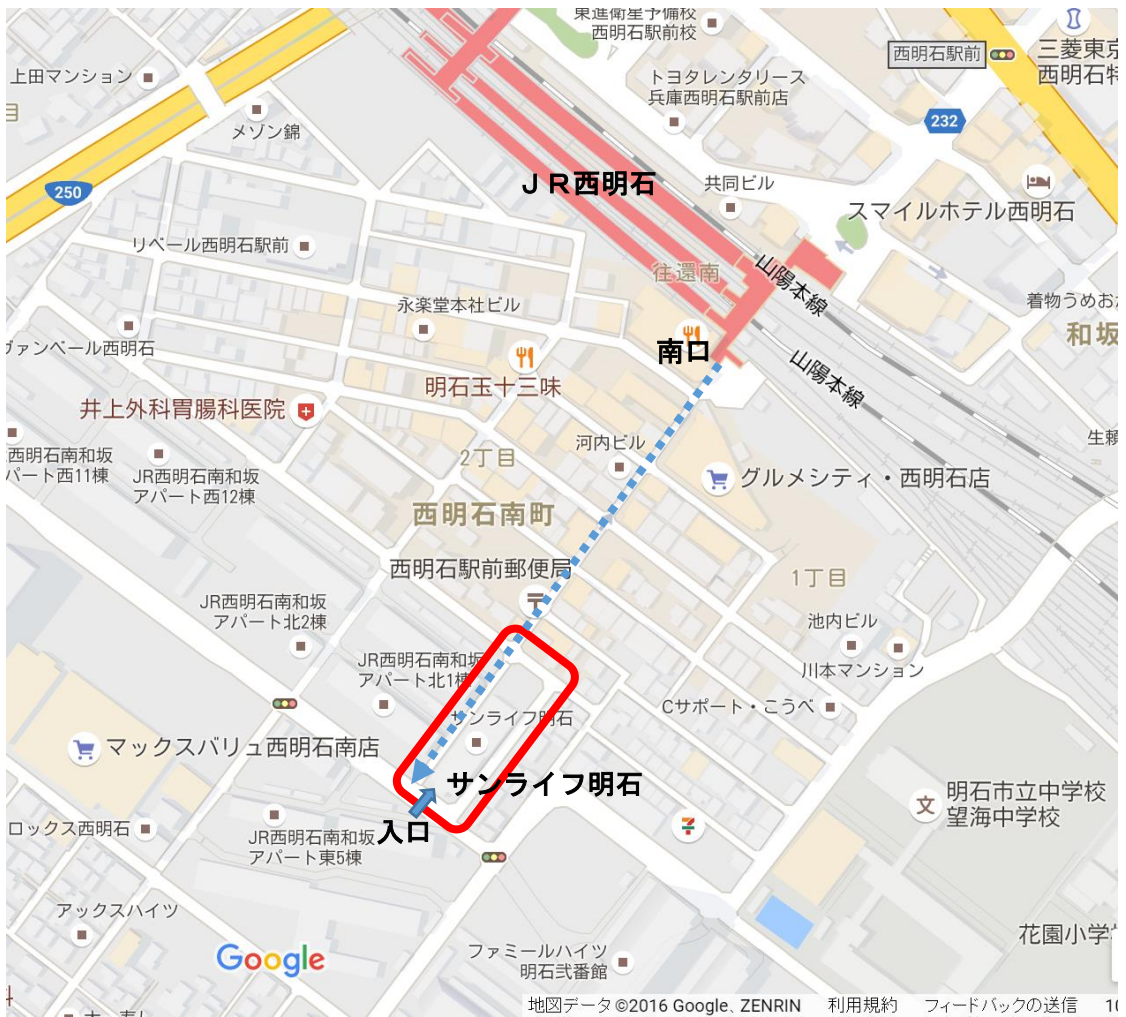 東進衛星予備校
西明石駅前校
西明石駅前
三菱東京
西明石特
上田マンション
トヨタレンタリース
兵庫西明石駅前店
232
メゾン錦
250
JR西明石
共同ビル
スマイルホテル西明石
リベール西明石駅前
往還南
山陽本線
永楽堂本社ビル
着物うめお
和坂
ヴァンベール西明石
南口
山陽本線
明石玉十三味
井上外科胃腸科医院
河内ビル
生頼
西明石南和坂
パート西11棟
JR西明石南和坂
アパート西12棟
2丁目
グルメシティ・西明石店
西明石南町
西明石駅前郵便局
1丁目
JR西明石南和坂
アパート北2棟
池内ビル
JR西明石南和坂
アパート北1棟
川本マンション
Cサポート・こうべ
サンライフ明石
マックスバリュ西明石南店
サンライフ明石
明石市立中学校
望海中学校
入口
ロックス西明石
JR西明石南和坂
アパート東5棟
アックスハイツ
花園小学
Google
ファミールハイツ
明石弐番館
地図データ©2016 Google、ZENRIN 利用規約 フィードバックの送信 10